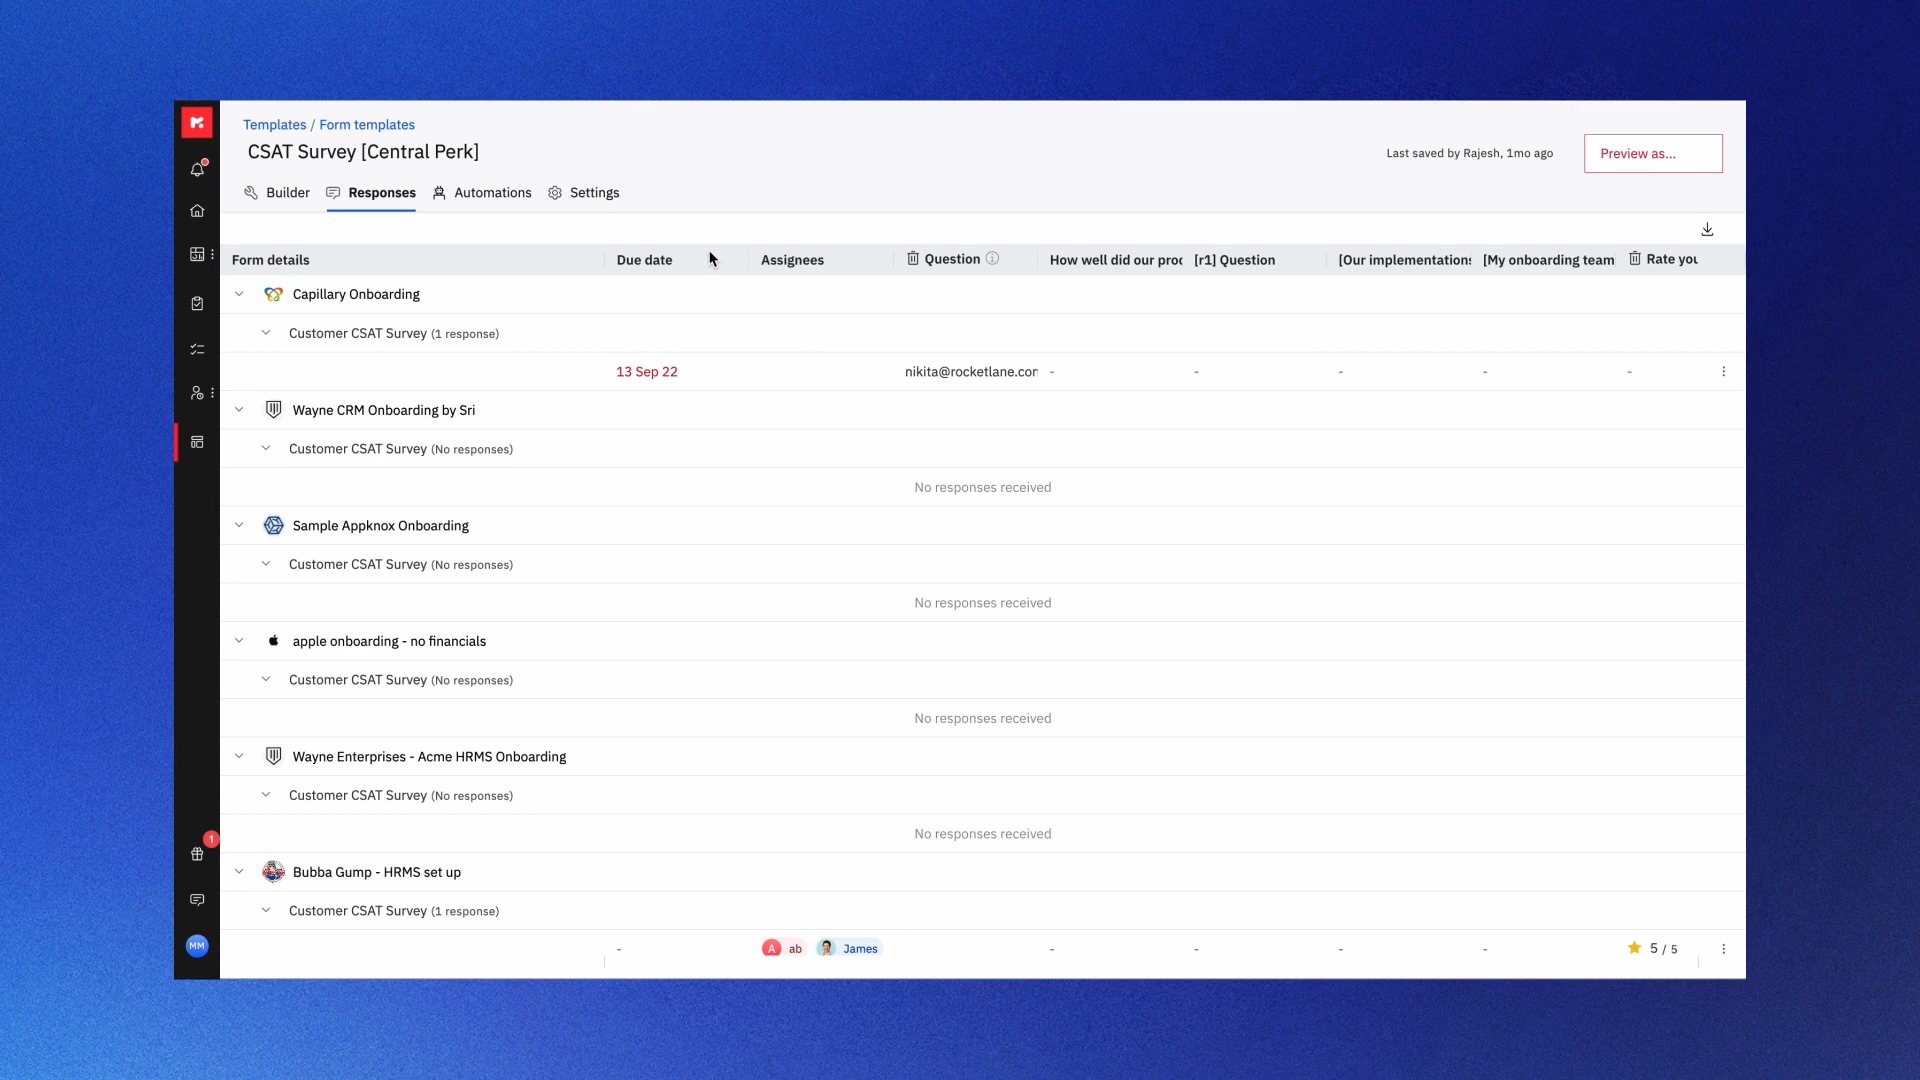 Templates / Form templates
CSAT Survey [Central Perk]
Last saved by Rajesh, 1mo ago
Preview as...
Builder
Responses
Automations
Settings
Form details
Due date
Assignees
Question
How well did our proc
[r1] Question
[Our implementations
[My onboarding team
Rate you
Capillary Onboarding
Customer CSAT Survey (1 response)
13 Sep 22
nikita@rocketlane.con
-
-
-
-
-
Wayne CRM Onboarding by Sri
Customer CSAT Survey (No responses)
No responses received
Sample Appknox Onboarding
Customer CSAT Survey (No responses)
No responses received
apple onboarding - no financials
Customer CSAT Survey (No responses)
No responses received
Wayne Enterprises - Acme HRMS Onboarding
Customer CSAT Survey (No responses)
No responses received
1
Bubba Gump - HRMS set up
Customer CSAT Survey (1 response)
MM
-
A ab
James
-
-
-
-
5 / 5